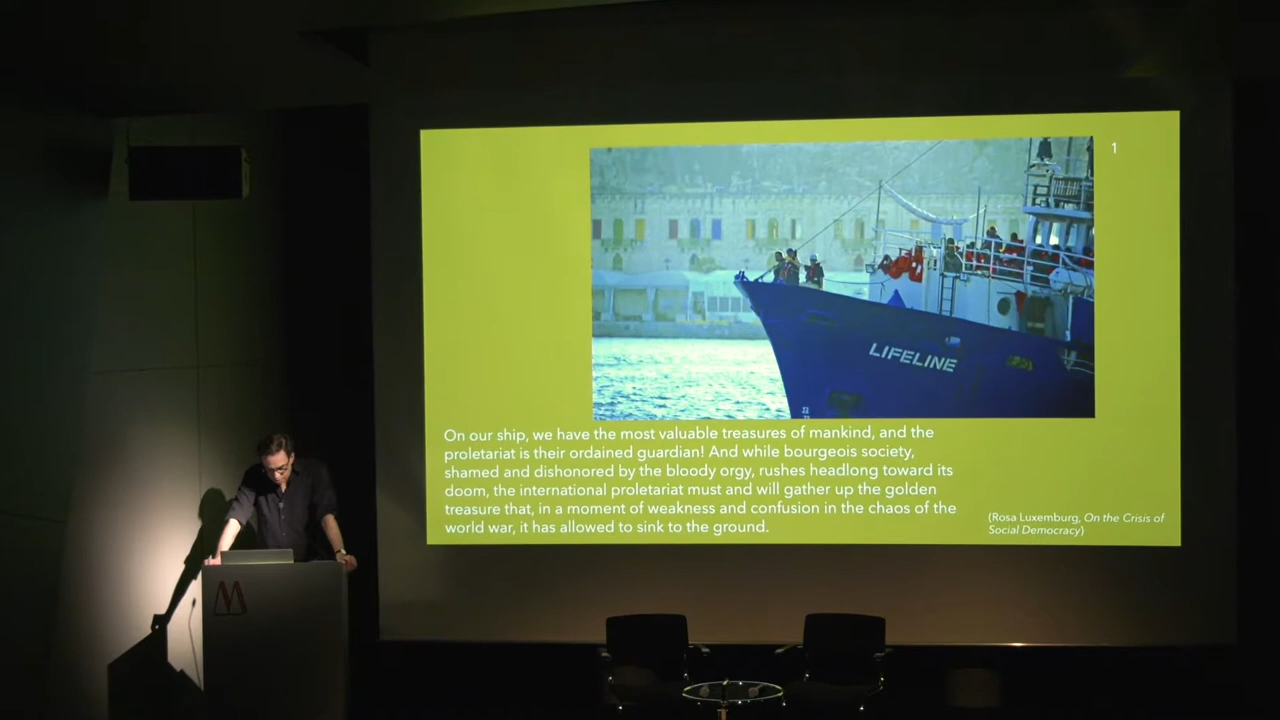 1
LIFELINE
On our ship, we have the most valuable treasures of mankind, and the
proletariat is their ordained guardian! And while bourgeois society,
shamed and dishonored by the bloody orgy, rushes headlong toward its
doom, the international proletariat must and will gather up the golden
treasure that, in a moment of weakness and confusion in the chaos of the
world war, it has allowed to sink to the ground.
(Rosa Luxemburg, On the Crisis of
Social Democracy)
M